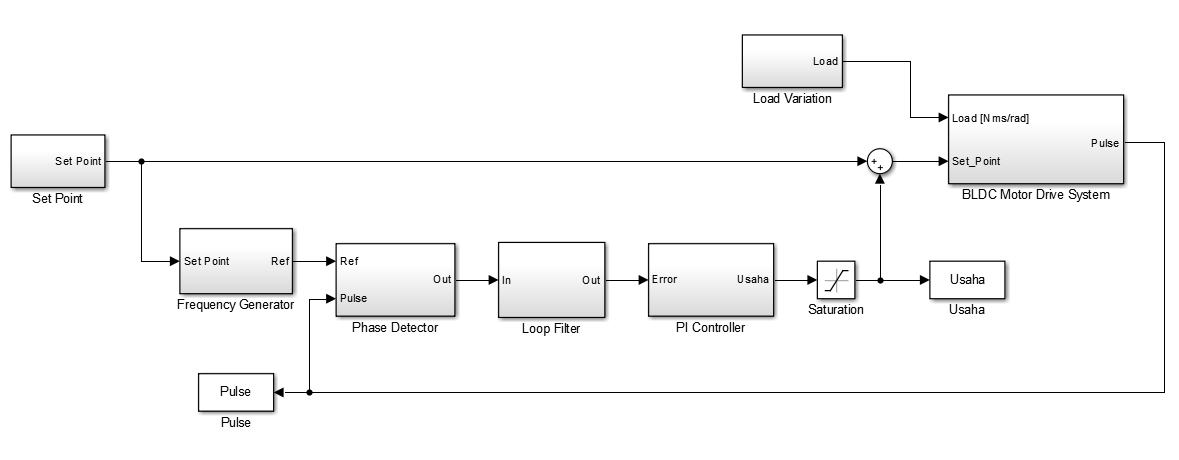 Load
Load Variation
Load [Nms/rad]
Pulse
Set_Point
BLDC Motor Drive System
Set Point
Set Point
+
+
Set Point
Ref
Frequency Generator
Ref
Pulse
Out
Phase Detector
In
Out
Loop Filter
Error
Usaha
PI Controller
Saturation
Usaha
Usaha
Pulse
Pulse